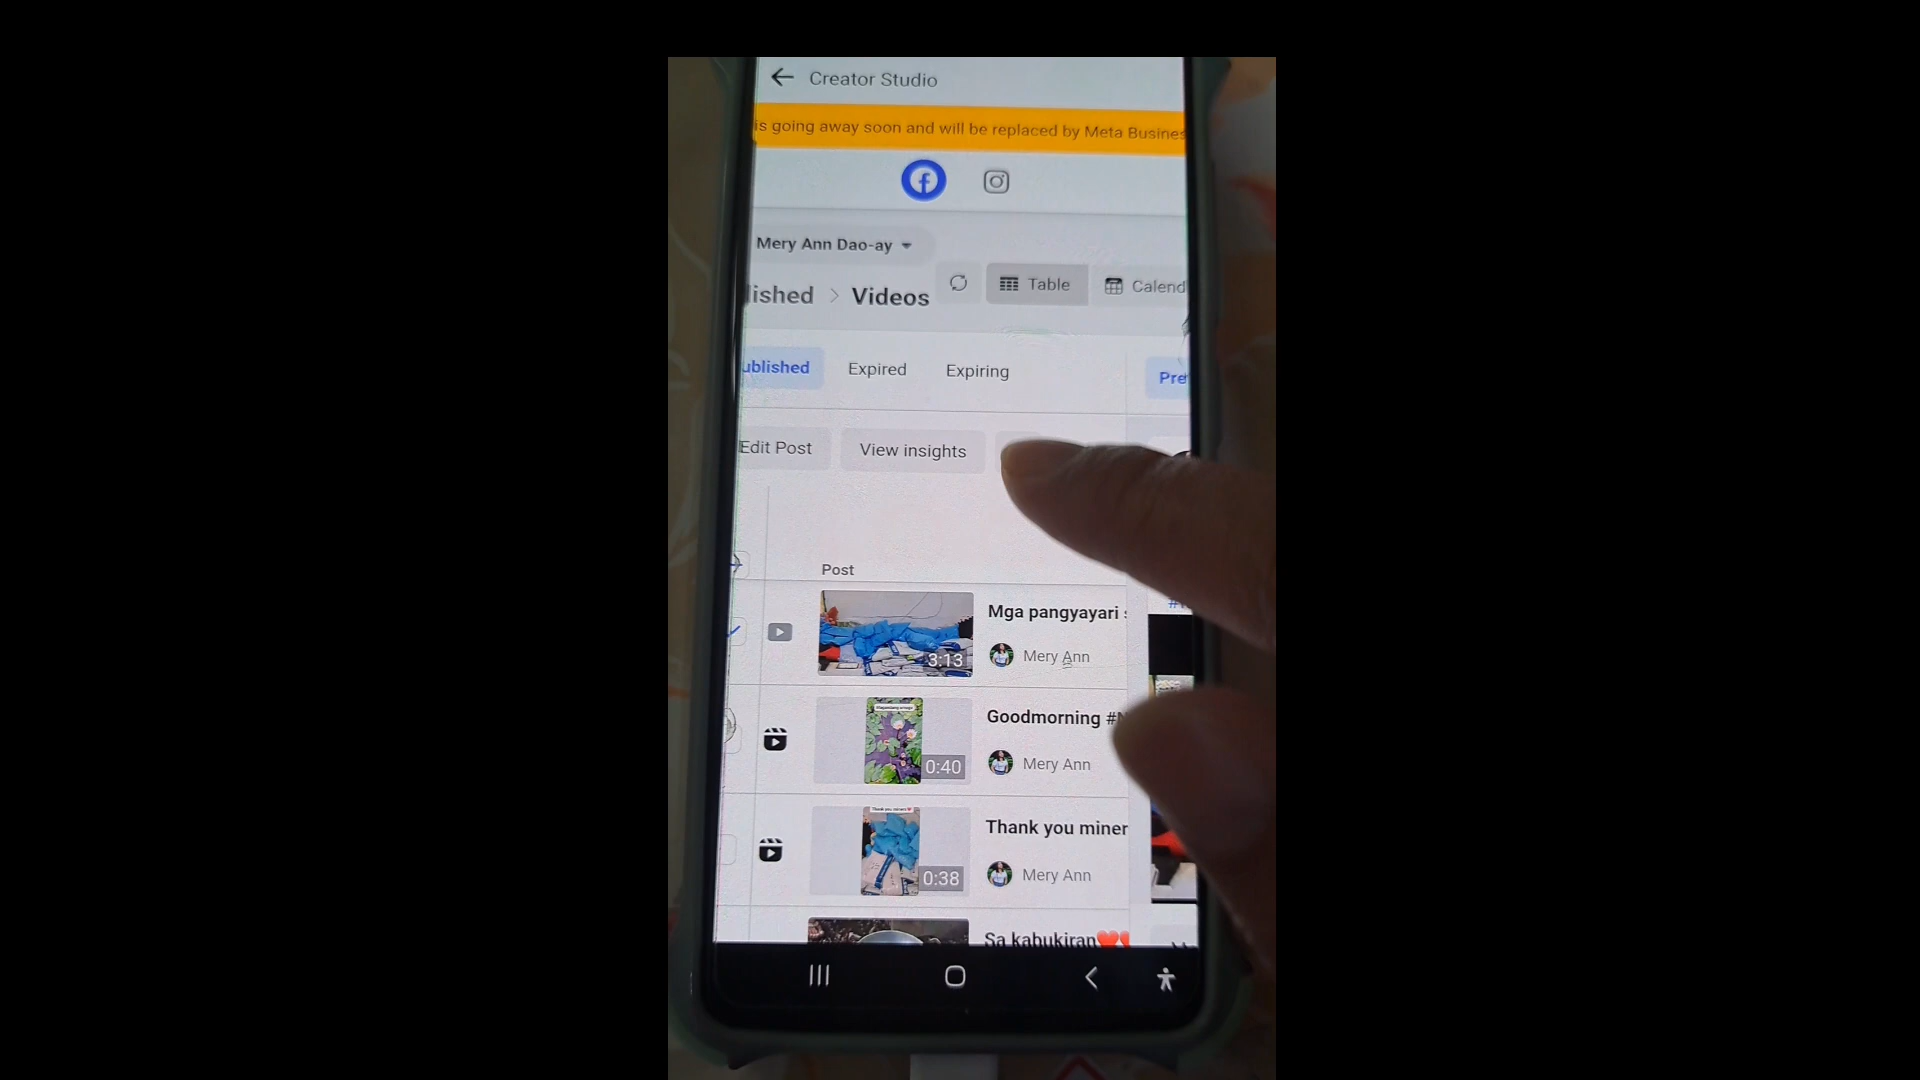 Creator Studio
is going away soon and will be replaced by Meta Busines
Mery Ann Dao-ay
lished > Videos
Table
Calend
ublished
Expired
Expiring
Pre
Edit Post
View insights
Post
Mga pangyayari s
3:13
Mery Ann
Goodmorning #N
0:40
Mery Ann
Thank you miner
0:38
Mery Ann
Sa kabukiran❤️